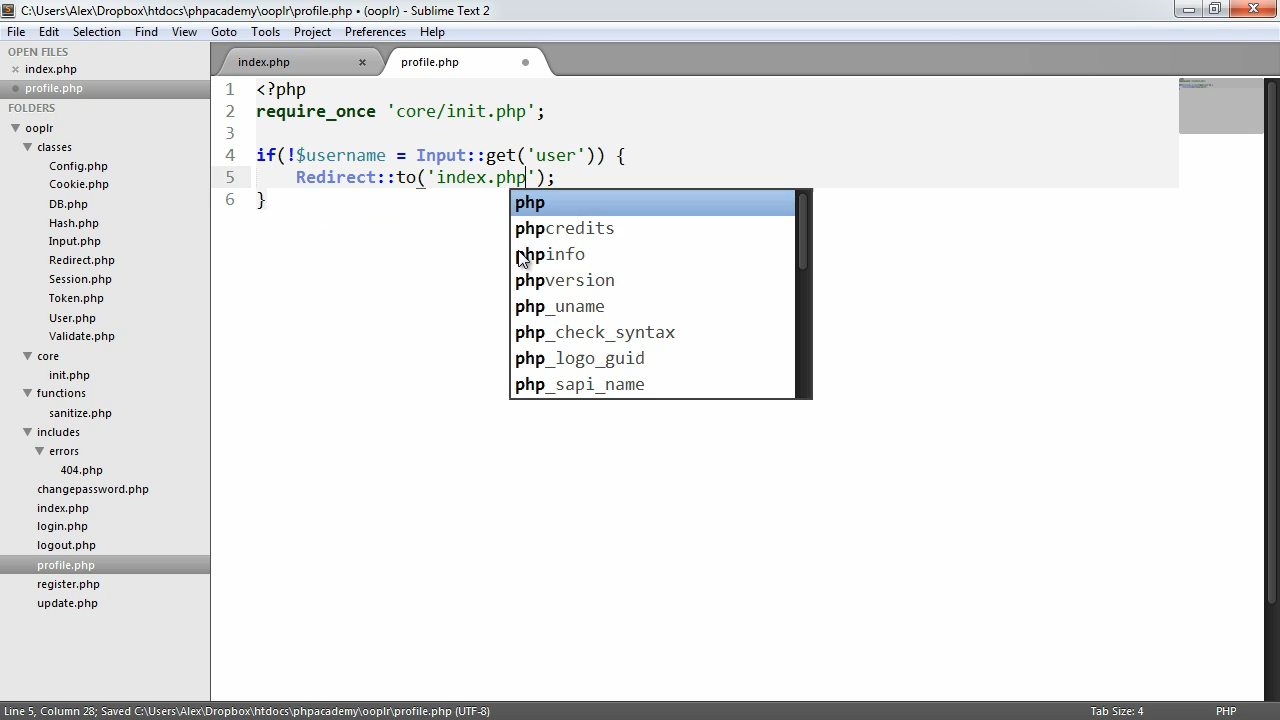 C:\Users\Alex\Dropbox\htdocs\phpacademy\ooplr\profile.php • (ooplr) - Sublime Text 2
File Edit Selection Find View Goto Tools Project Preferences Help
OPEN FILES
index.php
profile.php
FOLDERS
ooplr
classes
Config.php
Cookie.php
DB.php
Hash.php
Input.php
Redirect.php
Session.php
Token.php
User.php
Validate.php
core
init.php
functions
sanitize.php
includes
errors
404.php
changepassword.php
index.php
login.php
logout.php
profile.php
register.php
update.php
index.php profile.php
1 <?php
2 require_once 'core/init.php';
3
4 if(!$username = Input::get('user')) {
5 Redirect::to('index.php');
6 }
php
phpcredits
phpinfo
phpversion
php_uname
php_check_syntax
php_logo_guid
php_sapi_name
Line 5, Column 28; Saved C:\Users\Alex\Dropbox\htdocs\phpacademy\ooplr\profile.php (UTF-8) Tab Size: 4 PHP